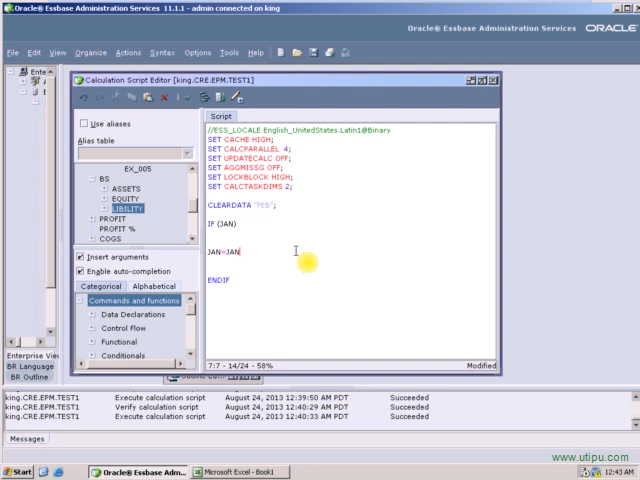 Oracle® Essbase Administration Services 11.1.1 - admin connected on king
Oracle® Essbase Administration Services ORACLE
File Edit View Organize Actions Syntax Options Tools Help
Ente
Calculation Script Editor [king.CRE.EPM.TEST1]
Use aliases
Alias table
EX_005
BS
ASSETS
EQUITY
LIBILITY
PROFIT
PROFIT %
COGS
Insert arguments
Enable auto-completion
Categorical Alphabetical
Commands and functions
Data Declarations
Control Flow
Functional
Conditionals
Script
//ESS_LOCALE English_UnitedStates.Latin1@Binary
SET CACHE HIGH;
SET CALCPARALLEL 4;
SET UPDATECALC OFF;
SET AGGMISSG OFF;
SET LOCKBLOCK HIGH;
SET CALCTASKDIMS 2;
CLEARDATA "FEB";
IF (JAN)
JAN=JAN
ENDIF
7:7 - 14/24 - 58% Modified
Enterprise View
BR Language
BR Outline
king.CRE.EPM.TEST1 Execute calculation script August 24, 2013 12:39:50 AM PDT Succeeded
king.CRE.EPM.TEST1 Verify calculation script August 24, 2013 12:40:29 AM PDT Succeeded
king.CRE.EPM.TEST1 Execute calculation script August 24, 2013 12:40:33 AM PDT Succeeded
Messages
www.utipu.com
Start Oracle® Essbase Adm... Microsoft Excel - Book1 12:43 AM